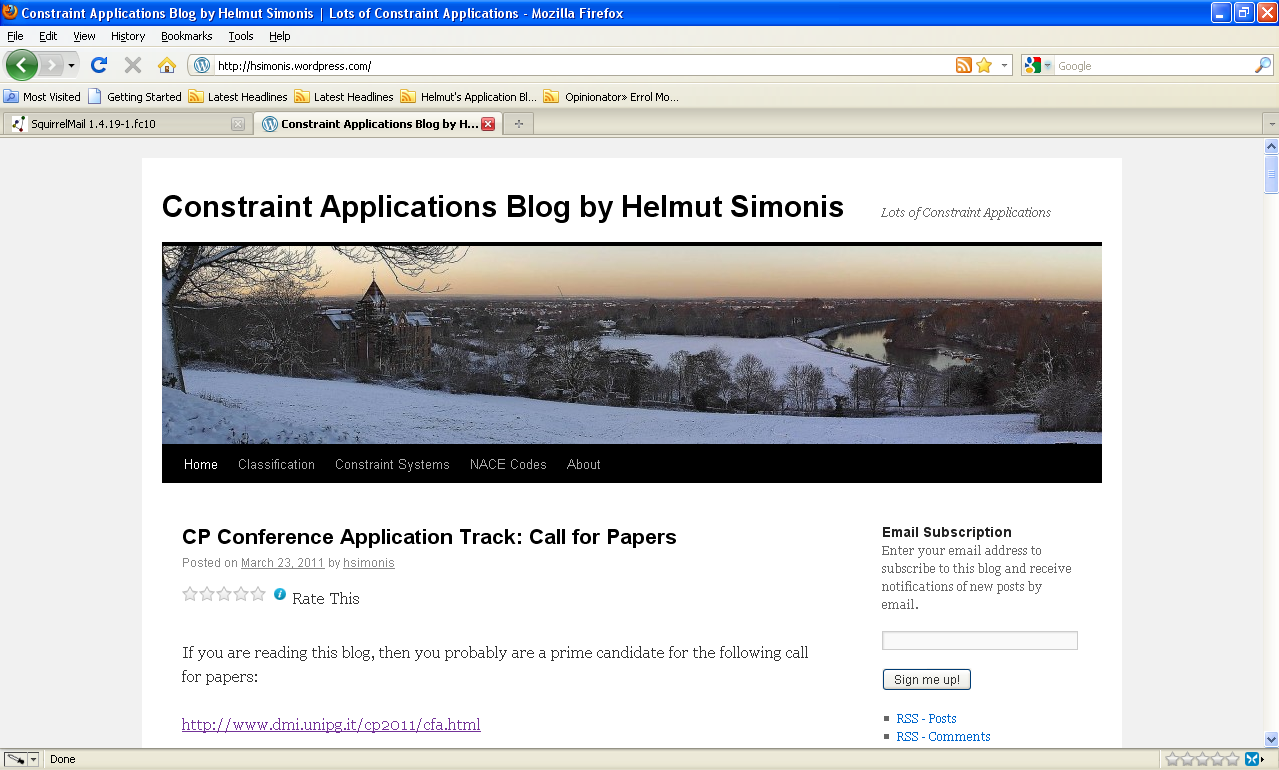 Constraint Applications Blog by Helmut Simonis | Lots of Constraint Applications - Mozilla Firefox
File Edit View History Bookmarks Tools Help
http://hsimonis.wordpress.com/ Google
Most Visited Getting Started Latest Headlines Latest Headlines Helmut's Application Bl... Opinionator» Errol Mo...
SquirrelMail 1.4.19-1.fc10 Constraint Applications Blog by H...
Constraint Applications Blog by Helmut Simonis
Lots of Constraint Applications
Home Classification Constraint Systems NACE Codes About
CP Conference Application Track: Call for Papers
Posted on March 23, 2011 by hsimonis
Rate This
If you are reading this blog, then you probably are a prime candidate for the following call
for papers:
http://www.dmi.unipg.it/cp2011/cfa.html
Email Subscription
Enter your email address to
subscribe to this blog and receive
notifications of new posts by
email.
Sign me up!
RSS - Posts
RSS - Comments
Done